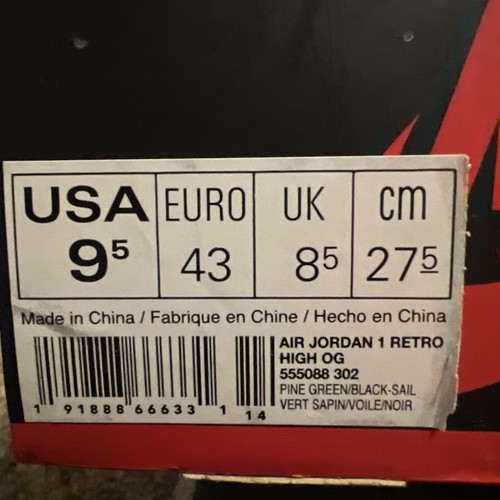 USA EURO UK cm
9⁵ 43 8⁵ 27⁵
Made in China / Fabrique en Chine / Hecho en China
AIR JORDAN 1 RETRO
HIGH OG
555088 302
PINE GREEN/BLACK-SAIL
VERT SAPIN/VOILE/NOIR
1 91888 66633 1 14